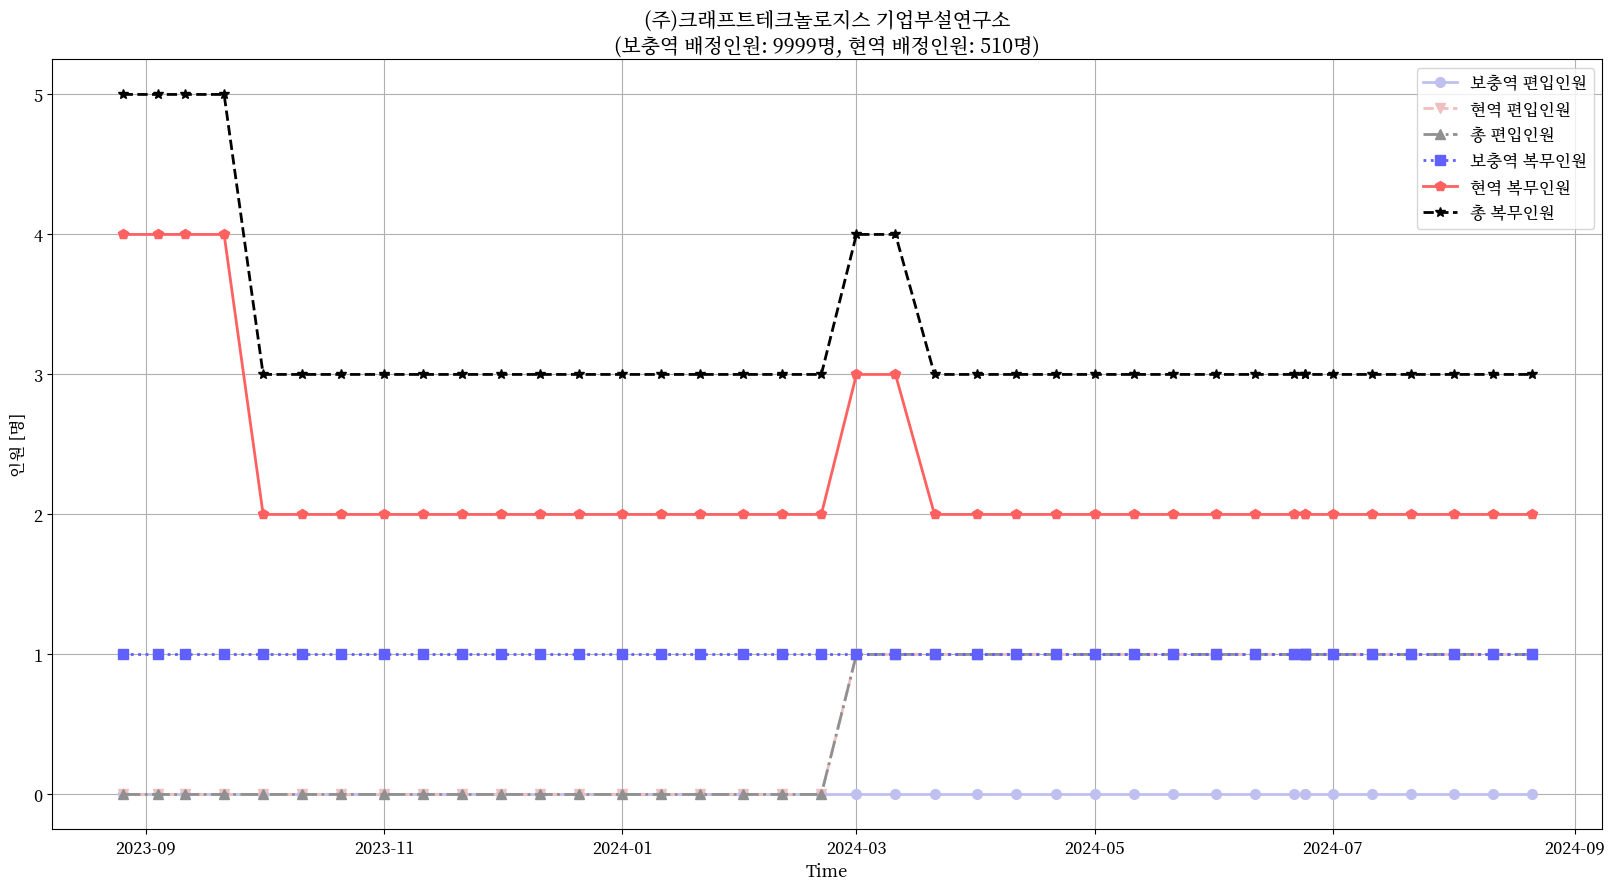 (주)크래프트테크놀로지스 기업부설연구소
(보충역 배정인원: 9999명, 현역 배정인원: 510명)
보충역 편입인원
현역 편입인원
총 편입인원
보충역 복무인원
현역 복무인원
총 복무인원
인원 [명]
5
4
3
2
1
0
2023-09
2023-11
2024-01
2024-03
2024-05
2024-07
2024-09
Time